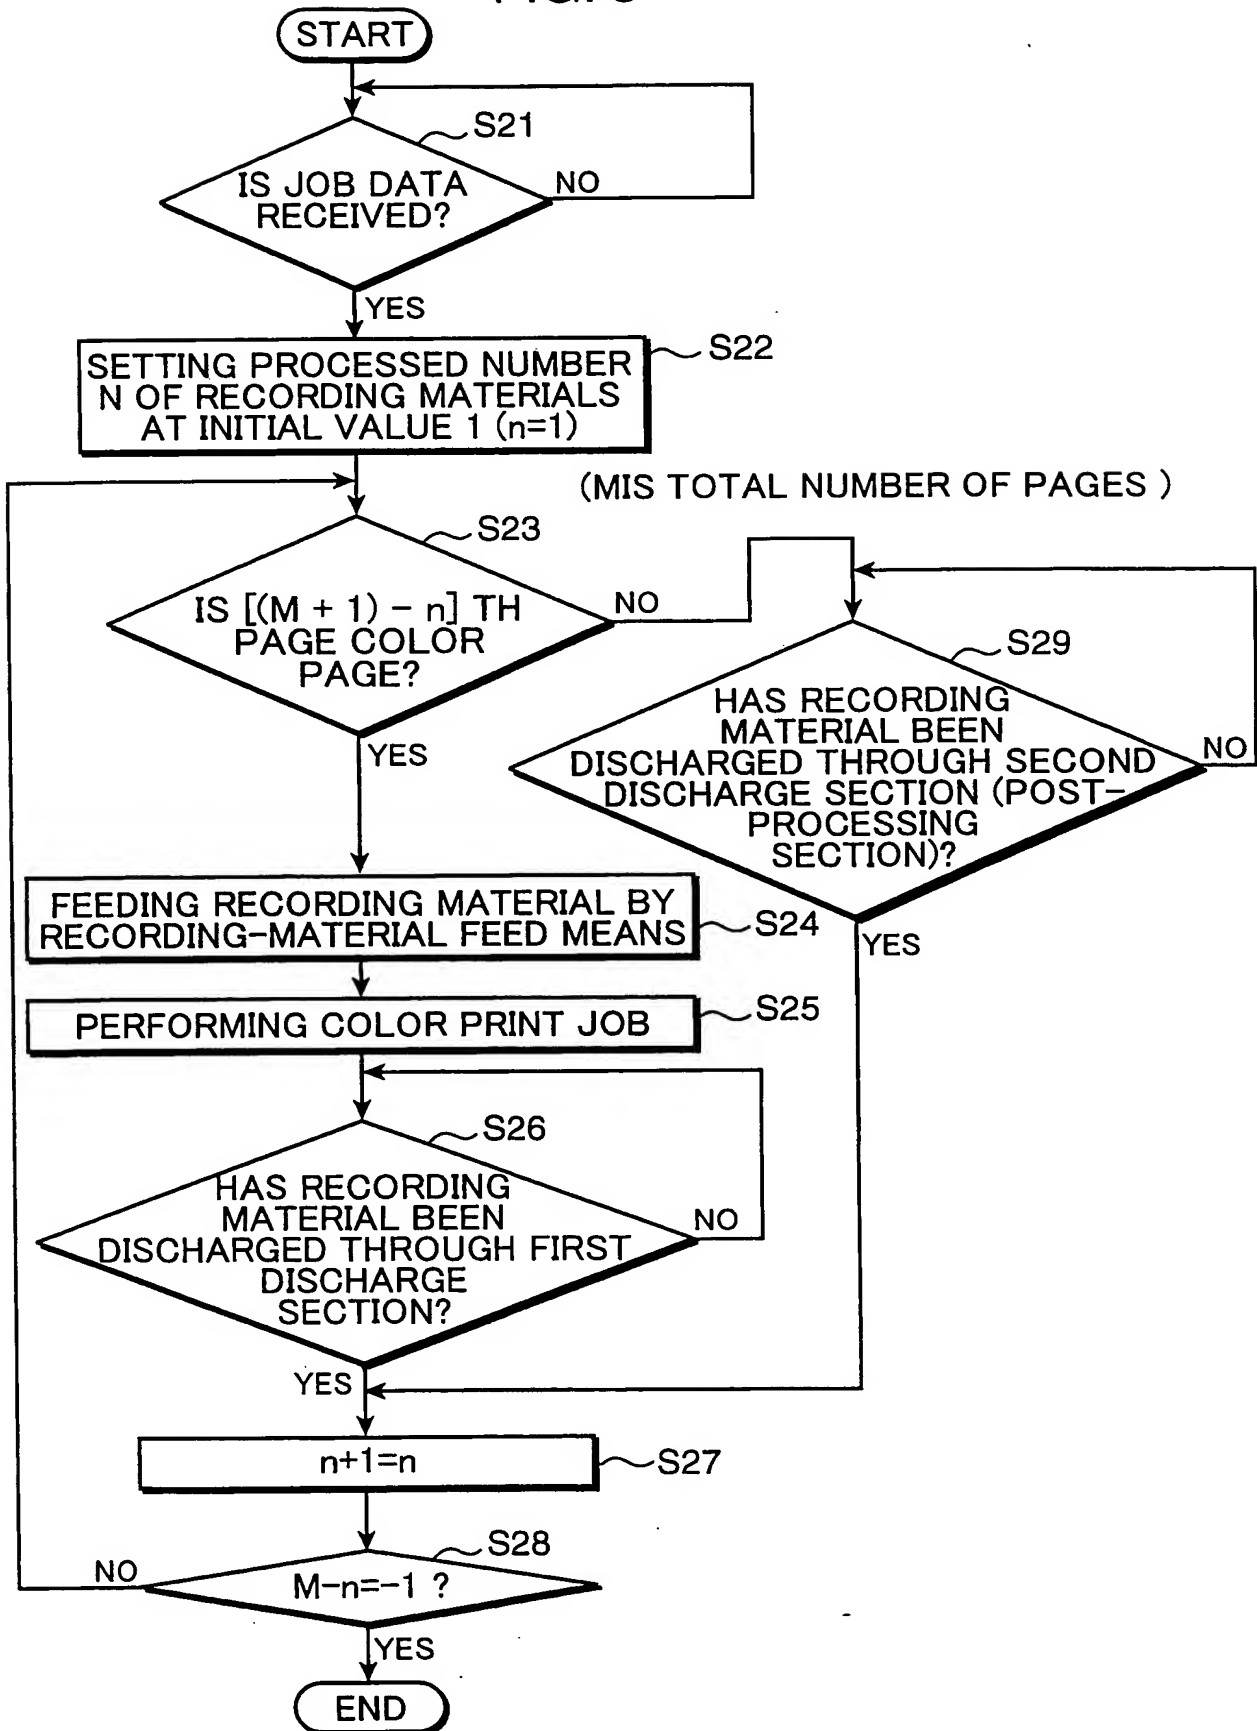 START
S21
IS JOB DATA
RECEIVED?
NO
YES
SETTING PROCESSED NUMBER
N OF RECORDING MATERIALS
AT INITIAL VALUE 1 (n=1)
S22
(MIS TOTAL NUMBER OF PAGES )
S23
IS [(M + 1) − n] TH
PAGE COLOR
PAGE?
NO
YES
S29
HAS RECORDING
MATERIAL BEEN
DISCHARGED THROUGH SECOND
DISCHARGE SECTION (POST-
PROCESSING
SECTION)?
NO
YES
FEEDING RECORDING MATERIAL BY
RECORDING-MATERIAL FEED MEANS
S24
PERFORMING COLOR PRINT JOB
S25
S26
HAS RECORDING
MATERIAL BEEN
DISCHARGED THROUGH FIRST
DISCHARGE
SECTION?
NO
YES
n+1=n
S27
S28
M-n=-1 ?
NO
YES
END